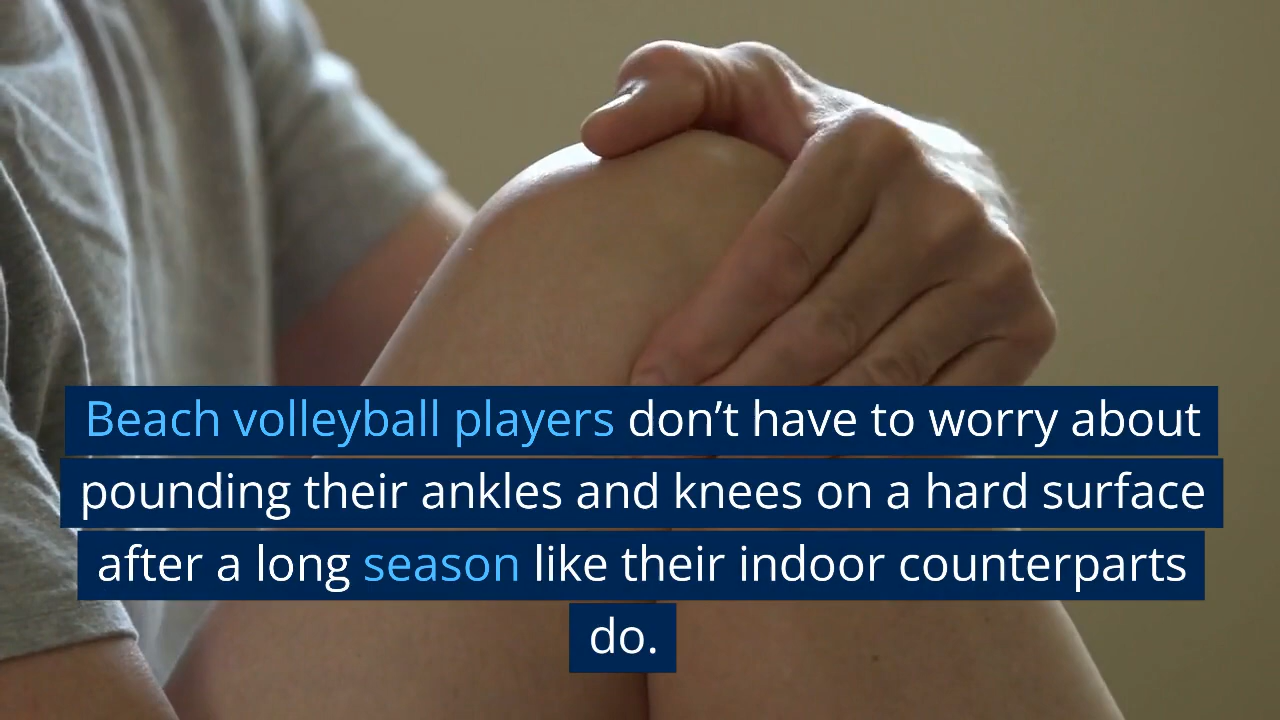 Beach volleyball players don’t have to worry about
pounding their ankles and knees on a hard surface
after a long season like their indoor counterparts
do.